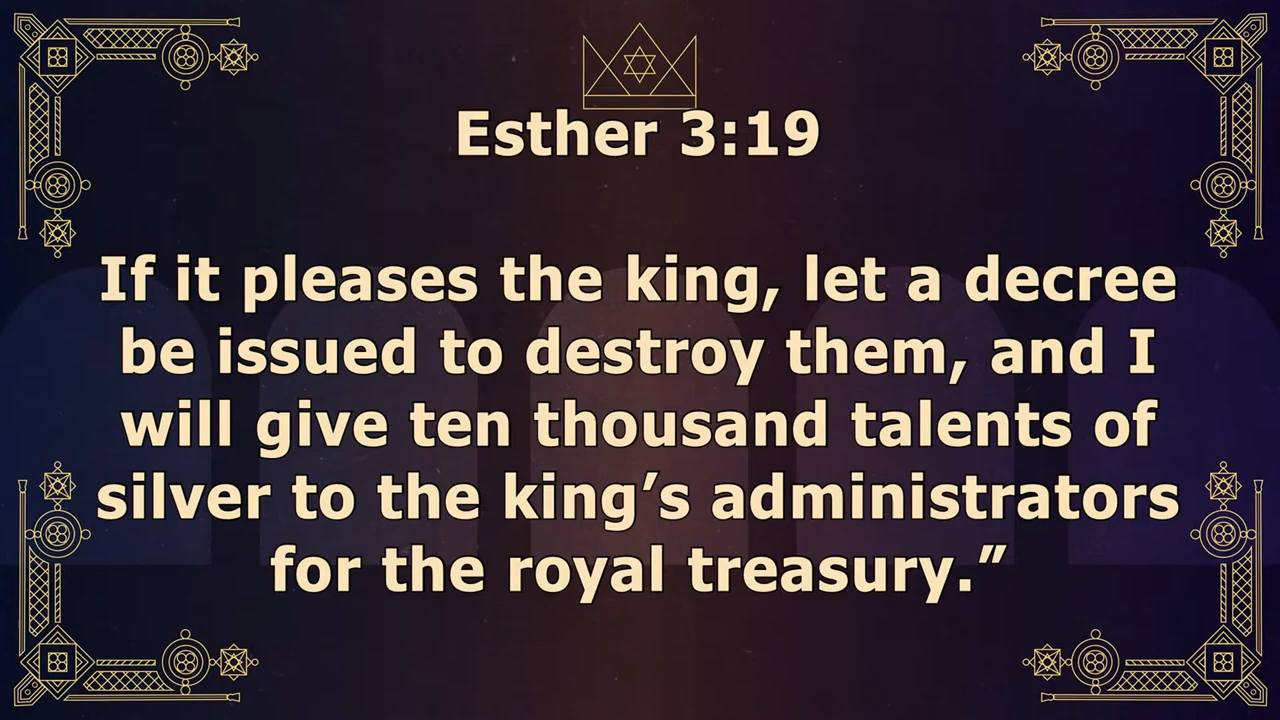 Esther 3:19
If it pleases the king, let a decree
be issued to destroy them, and I
will give ten thousand talents of
silver to the king’s administrators
for the royal treasury.”